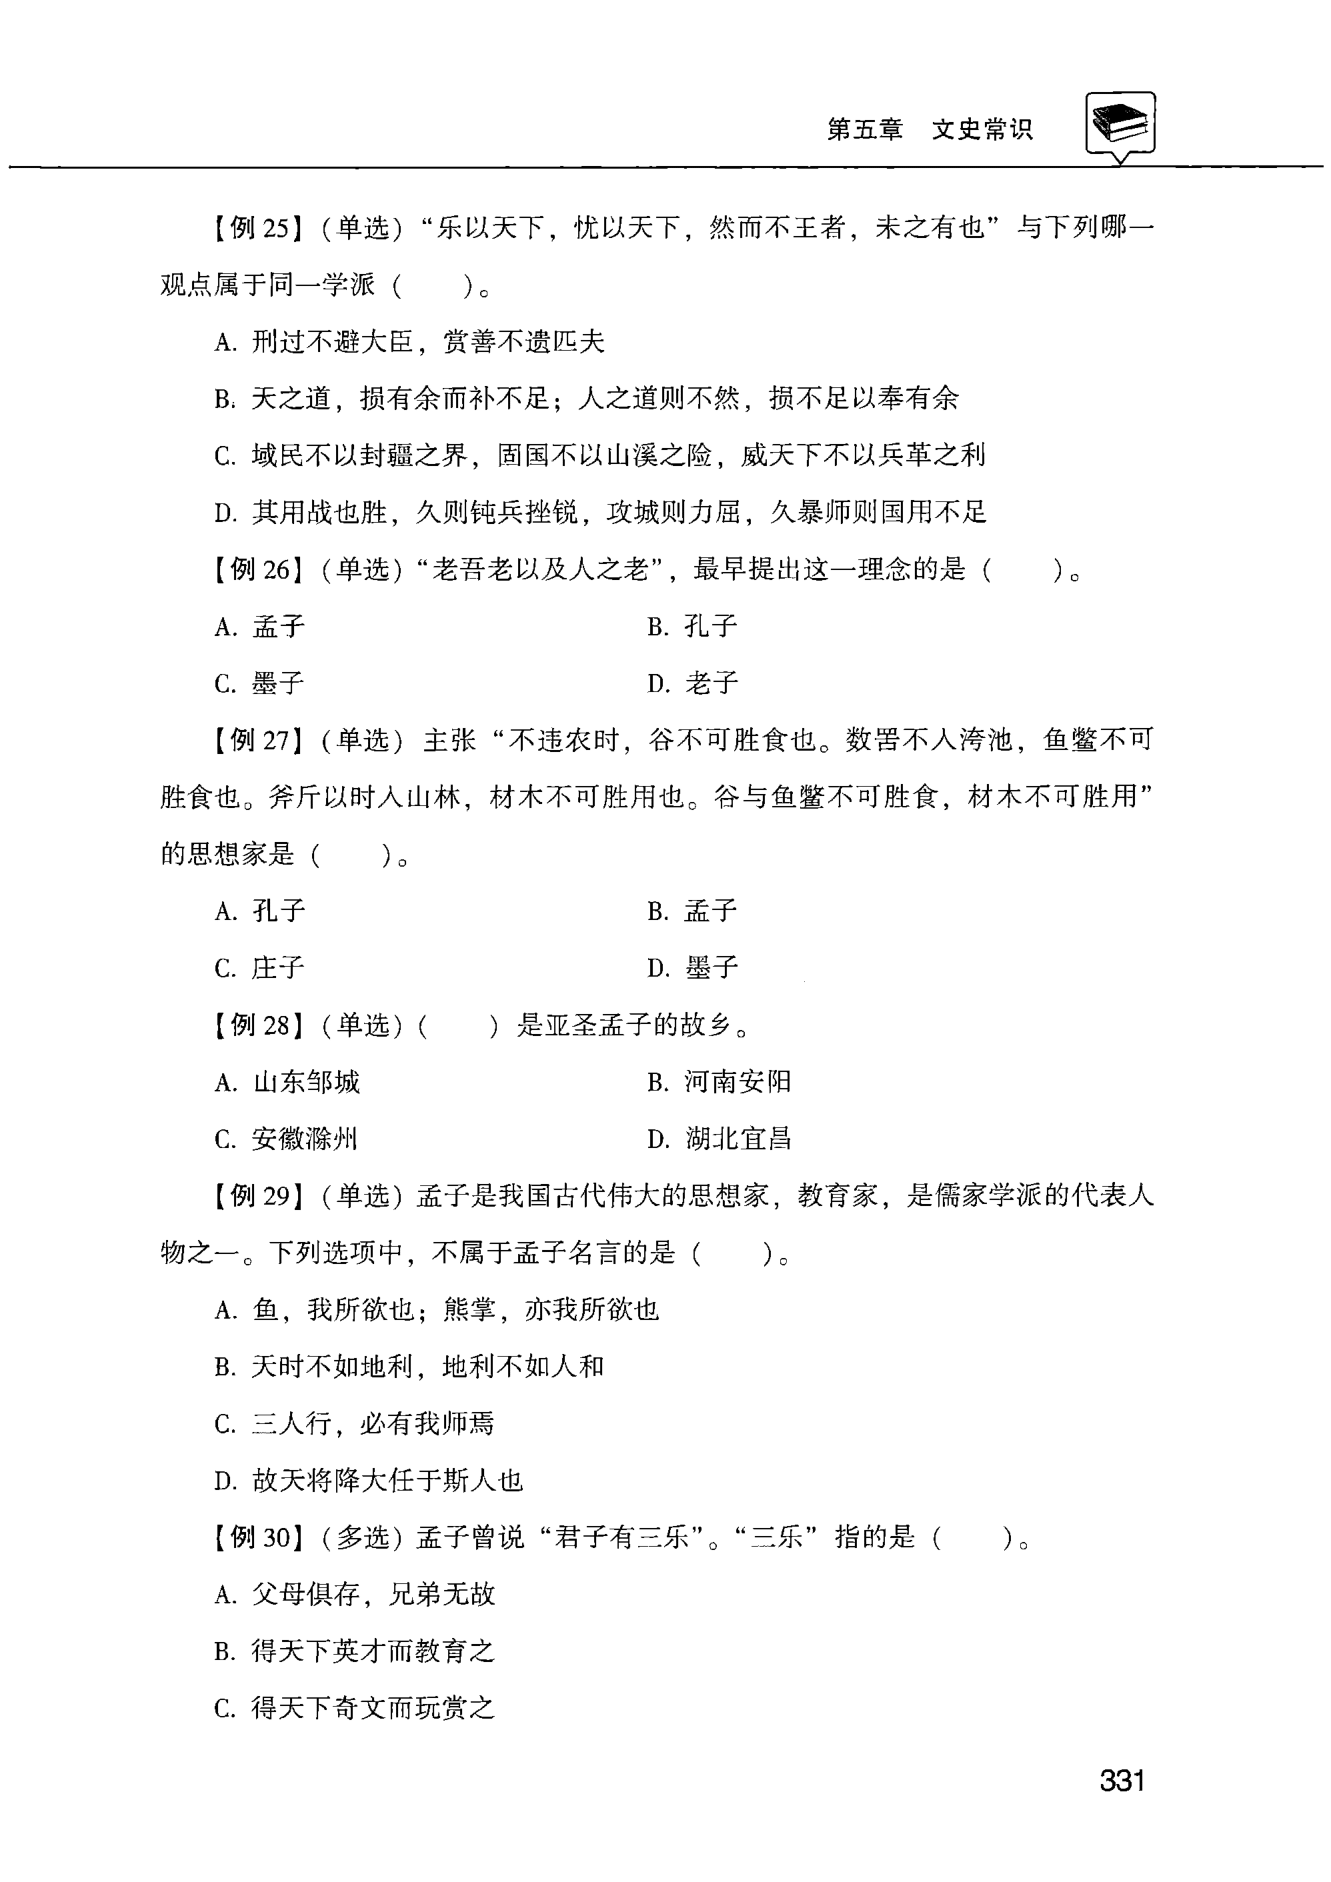 第五章 文史常识
【例 25】(单选)“乐以天下，忧以天下，然而不王者，未之有也”与下列哪一
观点属于同一学派（　　）。
A. 刑过不避大臣，赏善不遗匹夫
B. 天之道，损有余而补不足；人之道则不然，损不足以奉有余
C. 域民不以封疆之界，固国不以山溪之险，威天下不以兵革之利
D. 其用战也胜，久则钝兵挫锐，攻城则力屈，久暴师则国用不足
【例 26】(单选)“老吾老以及人之老”，最早提出这一理念的是（　　）。
A. 孟子　　B. 孔子
C. 墨子　　D. 老子
【例 27】(单选) 主张“不违农时，谷不可胜食也。数罟不入洿池，鱼鳖不可
胜食也。斧斤以时入山林，材木不可胜用也。谷与鱼鳖不可胜食，材木不可胜用”
的思想家是（　　）。
A. 孔子　　B. 孟子
C. 庄子　　D. 墨子
【例 28】(单选)（　　）是亚圣孟子的故乡。
A. 山东邹城　　B. 河南安阳
C. 安徽滁州　　D. 湖北宜昌
【例 29】(单选) 孟子是我国古代伟大的思想家，教育家，是儒家学派的代表人
物之一。下列选项中，不属于孟子名言的是（　　）。
A. 鱼，我所欲也；熊掌，亦我所欲也
B. 天时不如地利，地利不如人和
C. 三人行，必有我师焉
D. 故天将降大任于斯人也
【例 30】(多选) 孟子曾说“君子有三乐”。“三乐”指的是（　　）。
A. 父母俱存，兄弟无故
B. 得天下英才而教育之
C. 得天下奇文而玩赏之
331